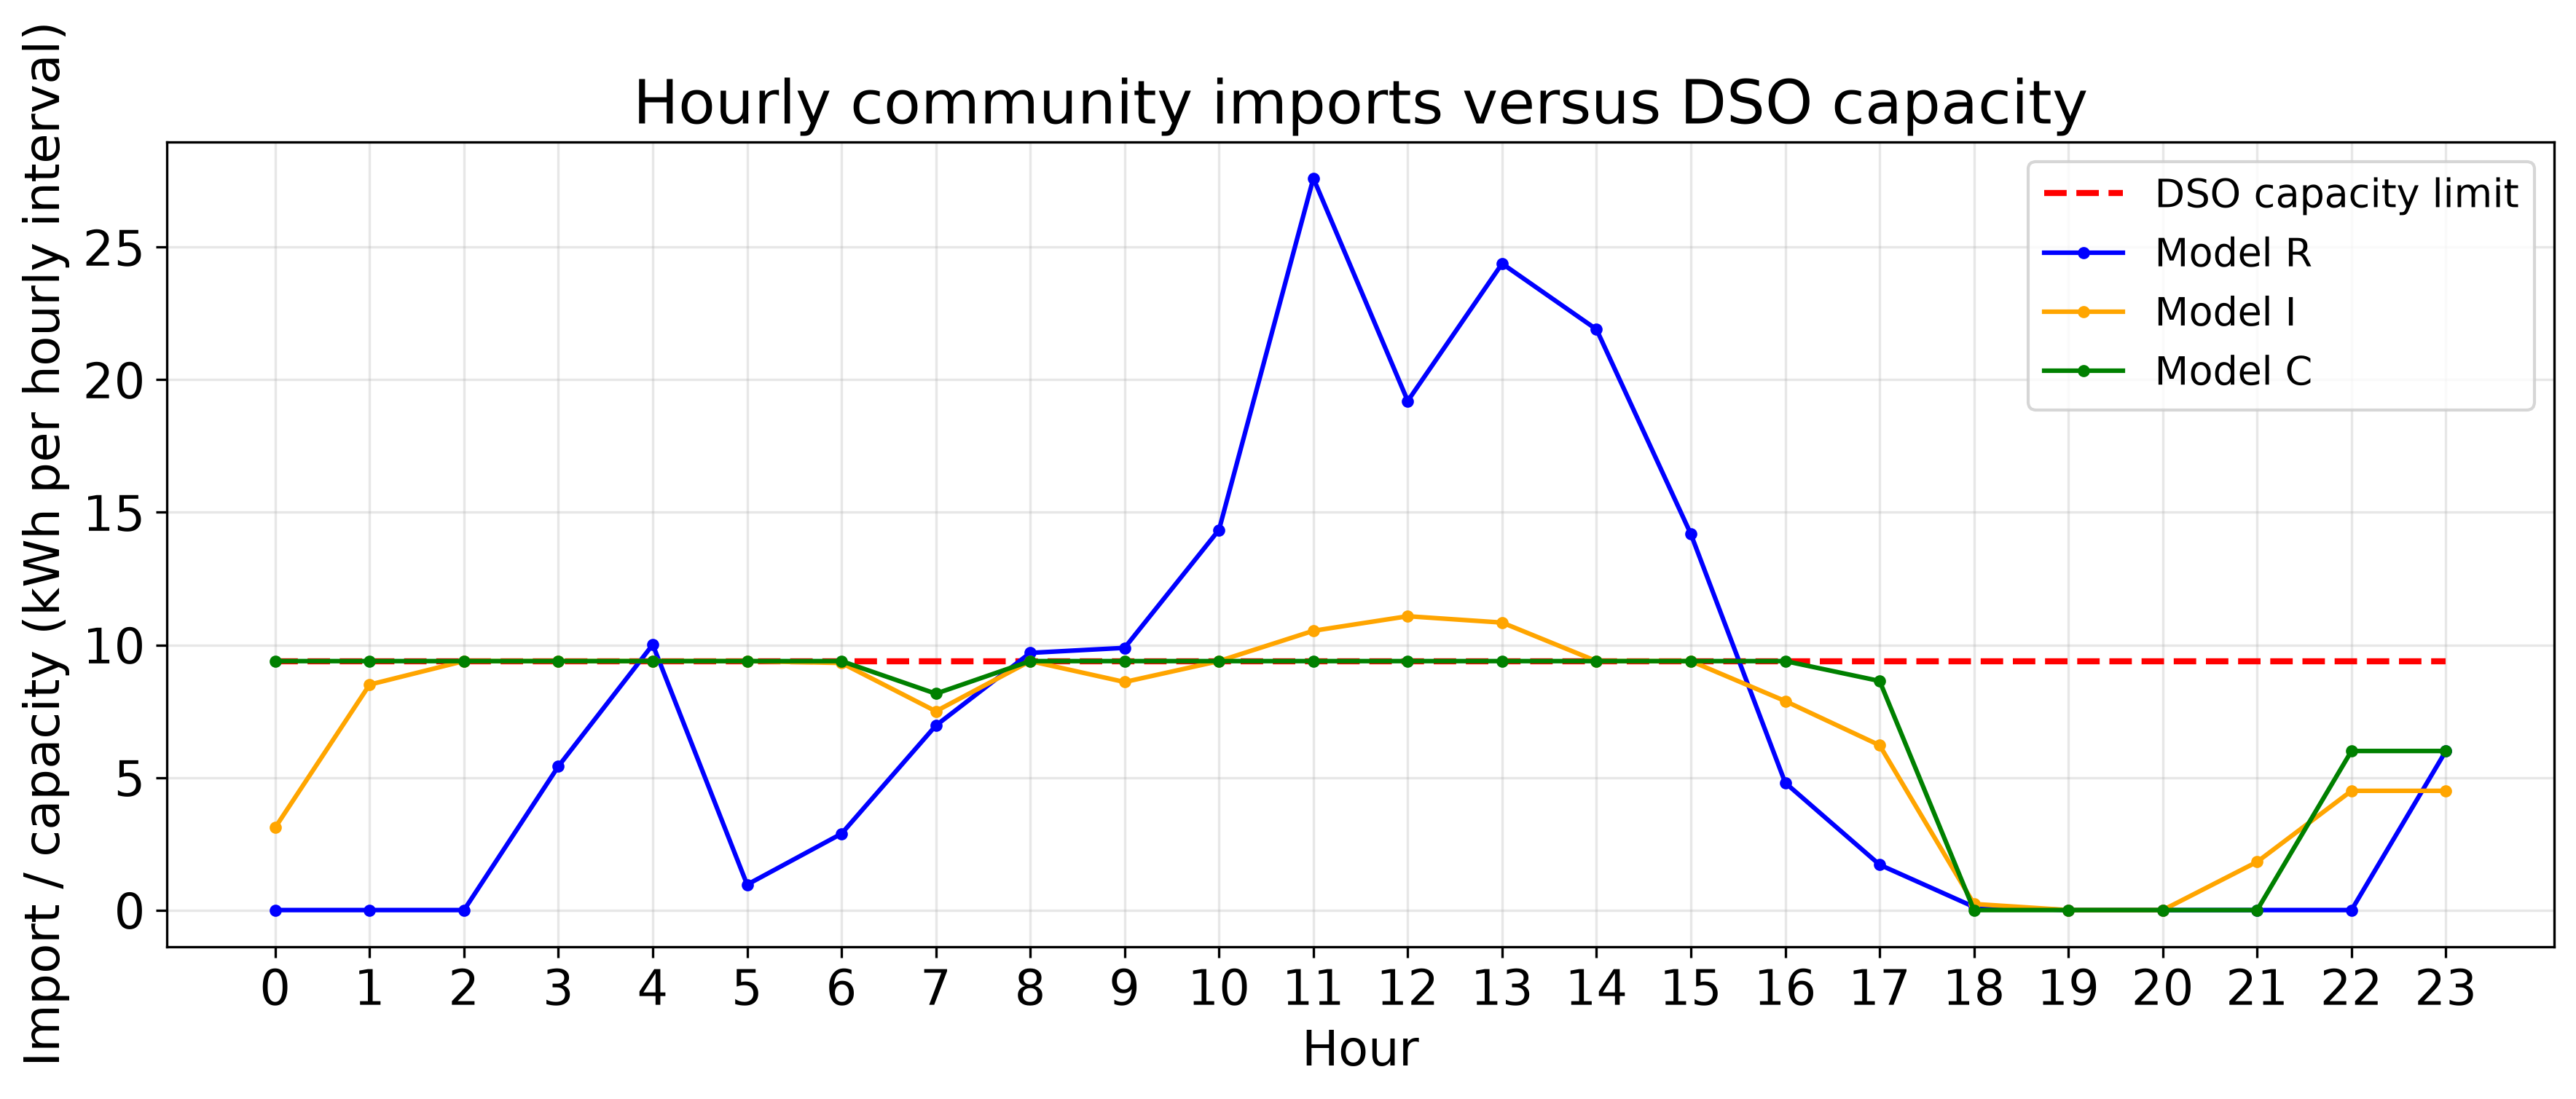 Hourly community imports versus DSO capacity
Import / capacity (kWh per hourly interval)
25
20
15
10
5
0
DSO capacity limit
Model R
Model I
Model C
0 1 2 3 4 5 6 7 8 9 10 11 12 13 14 15 16 17 18 19 20 21 22 23
Hour